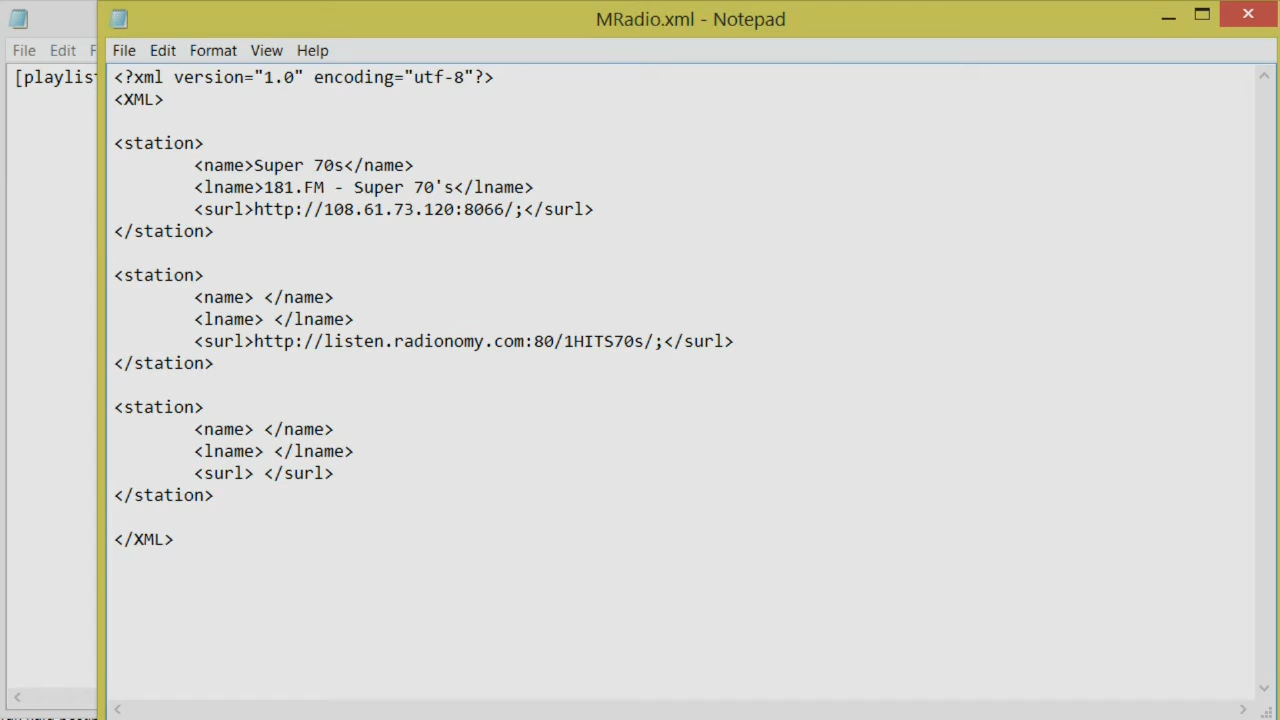 MRadio.xml - Notepad
File Edit
File Edit Format View Help
[playlist
<?xml version="1.0" encoding="utf-8"?>
<XML>
<station>
<name>Super 70s</name>
<lname>181.FM - Super 70's</lname>
<surl>http://108.61.73.120:8066/;</surl>
</station>
<station>
<name> </name>
<lname> </lname>
<surl>http://listen.radionomy.com:80/1HITS70s/;</surl>
</station>
<station>
<name> </name>
<lname> </lname>
<surl> </surl>
</station>
</XML>